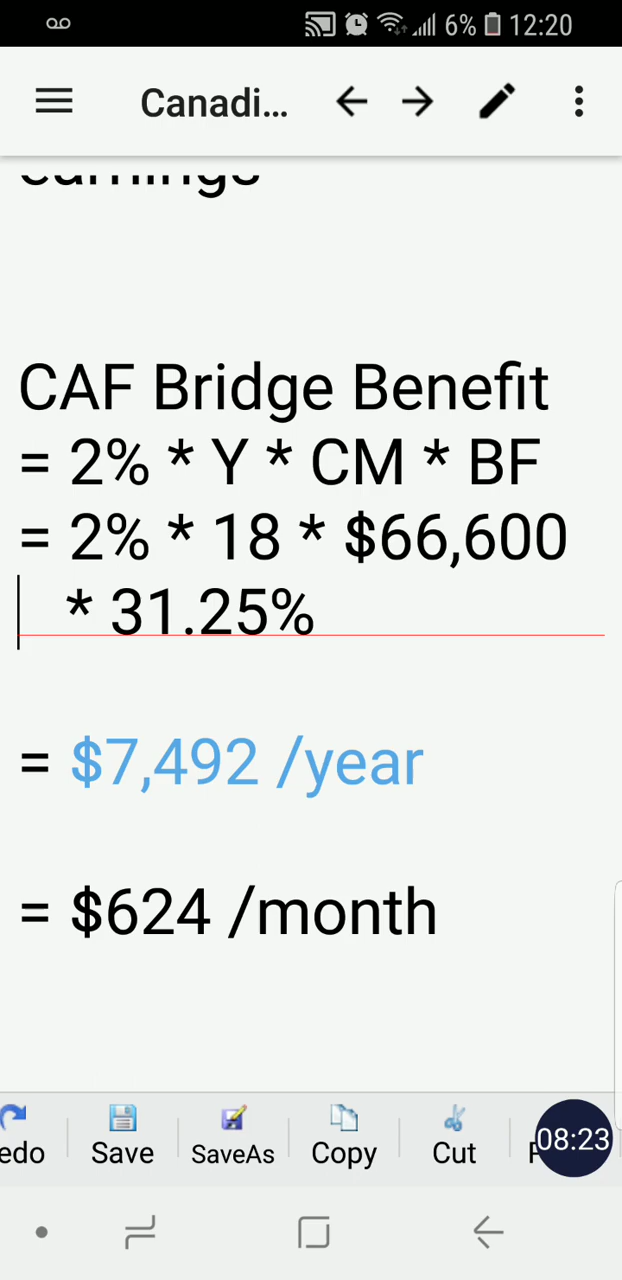 6% 12:20
Canadi...
earnings
CAF Bridge Benefit
= 2% * Y * CM * BF
= 2% * 18 * $66,600
* 31.25%
= $7,492 /year
= $624 /month
edo Save SaveAs Copy Cut 08:23